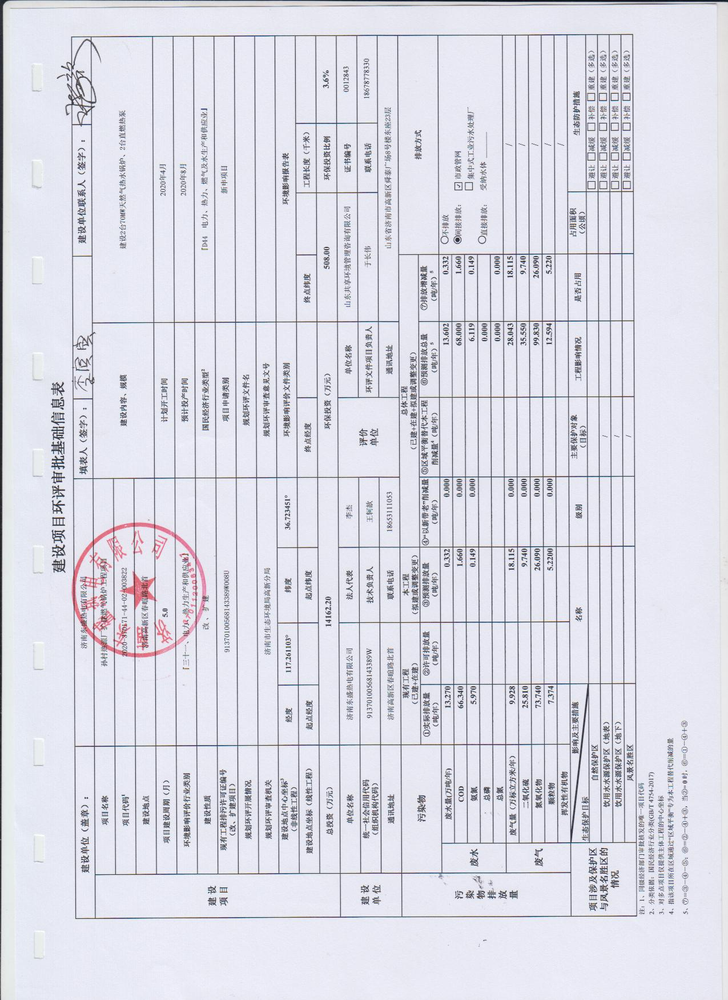 建设项目环评审批基础信息表
建设单位（盖章）： 济南东盛热电有限公司 填表人（签字）： 建设单位联系人（签字）：
建设项目
项目名称 孙村热源厂扩建燃气锅炉工程项目 建设内容、规模 建设2台70MW天然气热水锅炉、2台直燃热泵
项目代码1 2020-370171-44-02-003822
建设地点 济南高新区春暄路北首
项目建设周期（月） 5.0 计划开工时间 2020年4月
环境影响评价行业类别 『三十一、电力、热力生产和供应业』 预计投产时间 2020年8月
建设性质 改、扩建 国民经济行业类型2 『D44 电力、热力、燃气及水生产和供应业』
现有工程排污许可证编号（改、扩建项目） 91370100568143389W008U 项目申请类别 新申项目
规划环评开展情况 规划环评文件名
规划环评审查机关 济南市生态环境局高新分局 规划环评审查意见文号
建设地点中心坐标3（非线性工程） 经度 117.261103° 纬度 36.723451° 环境影响评价文件类别 环境影响报告表
建设地点坐标（线性工程） 起点经度 起点纬度 终点经度 终点纬度 工程长度（千米）
总投资（万元） 14162.20 环保投资（万元） 508.00 环保投资比例 3.6%
建设单位
单位名称 济南东盛热电有限公司 法人代表 李杰 评价单位 单位名称 山东共享环境管理咨询有限公司 证书编号 0012843
统一社会信用代码（组织机构代码） 91370100568143389W 技术负责人 王轲歆 环评文件项目负责人 于长伟 联系电话 18678778330
通讯地址 济南高新区春暄路北首 联系电话 18653111053 通讯地址 山东省济南市高新区舜泰广场8号楼东座23层
污染物排放量
污染物 现有工程（已建+在建） 本工程（拟建或调整变更） 总体工程（已建+在建+拟建或调整变更） 排放方式
①实际排放量（吨/年） ②许可排放量（吨/年） ③预测排放量（吨/年） ④“以新带老”削减量（吨/年） ⑤区域平衡替代本工程削减量4（吨/年） ⑥预测排放总量（吨/年）5 ⑦排放增减量（吨/年）5
废水
废水量(万吨/年) 13.270 0.332 0.000 13.602 0.332 ○不排放
COD 66.340 1.660 0.000 68.000 1.660 ◉间接排放： ☑ 市政管网
氨氮 5.970 0.149 0.000 6.119 0.149 □ 集中式工业污水处理厂
总磷 0.000 ○直接排放： 受纳水体
总氮 0.000 0.000
废气
废气量（万标立方米/年） 9.928 18.115 0.000 28.043 18.115 /
二氧化硫 25.810 9.740 0.000 35.550 9.740 /
氮氧化物 73.740 26.090 0.000 99.830 26.090 /
颗粒物 7.374 5.2200 0.000 12.594 5.220 /
挥发性有机物 /
项目涉及保护区与风景名胜区的情况
影响及主要措施 生态保护目标 名称 级别 主要保护对象（目标） 工程影响情况 是否占用 占用面积（公顷） 生态防护措施
自然保护区 □ 避让 □ 减缓 □ 补偿 □ 重建（多选）
饮用水水源保护区（地表） / □ 避让 □ 减缓 □ 补偿 □ 重建（多选）
饮用水水源保护区（地下） / □ 避让 □ 减缓 □ 补偿 □ 重建（多选）
风景名胜区 / □ 避让 □ 减缓 □ 补偿 □ 重建（多选）
注：1、同级经济部门审批核发的唯一项目代码
2、分类依据：国民经济行业分类(GB/T 4754-2017)
3、对多点项目仅提供主体工程的中心坐标
4、指该项目所在区域通过“区域平衡”专为本工程替代削减的量
5、⑦=③-④-⑤；⑥=②-④+③，当②=0时，⑥=①-④+③